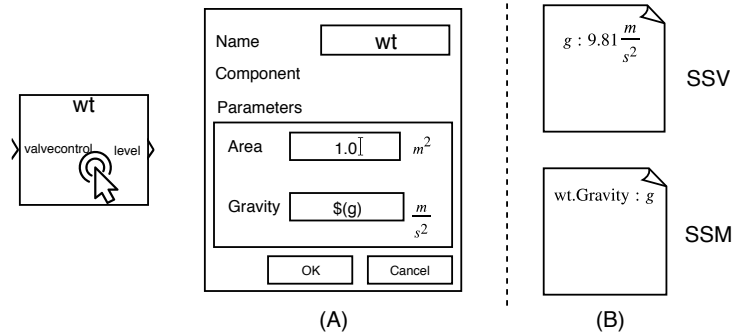 wt
valvecontrol
level
Name
wt
Component
Parameters
Area
1.0
m²
Gravity
$(g)
m
s²
OK
Cancel
(A)
g : 9.81 m/s²
SSV
wt.Gravity : g
SSM
(B)